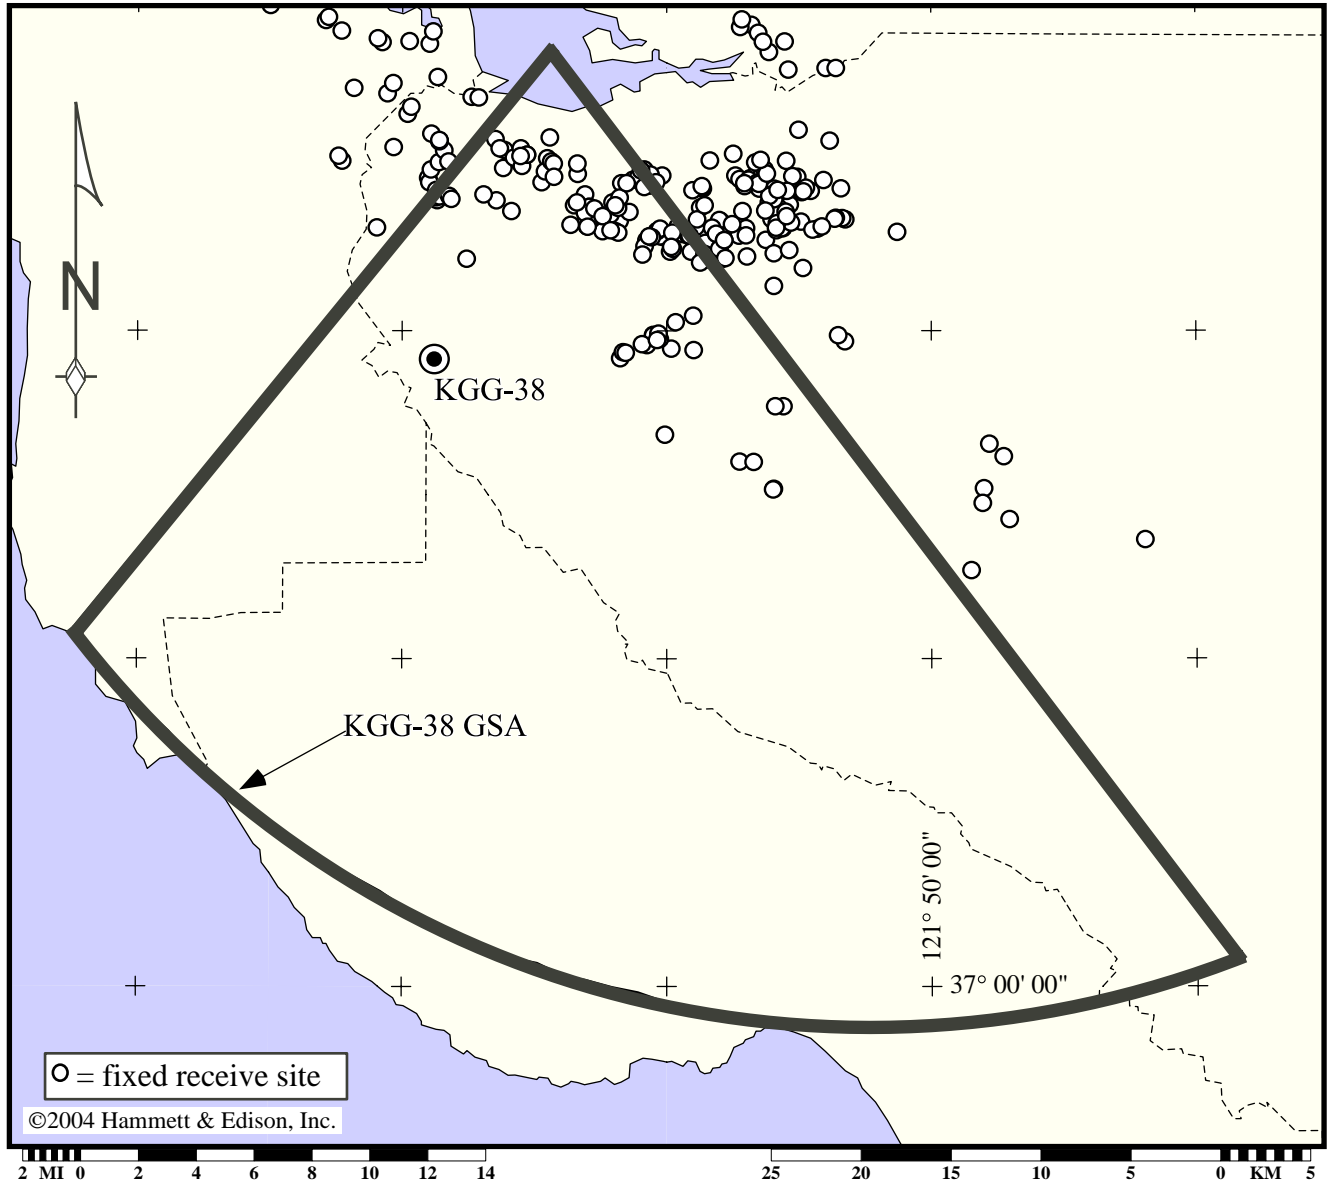 N
KGG-38
KGG-38 GSA
121° 50' 00"
37° 00' 00"
= fixed receive site
©2004 Hammett & Edison, Inc.
2 MI 0 2 4 6 8 10 12 14 25 20 15 10 5 0 KM 5